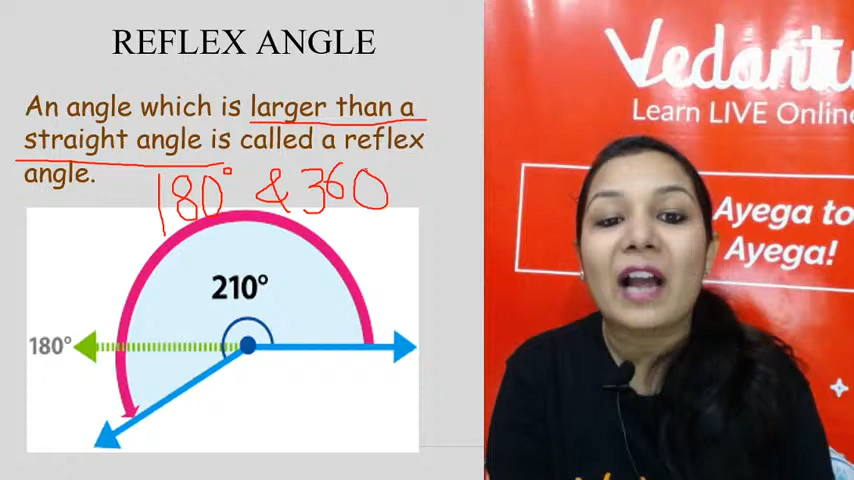 REFLEX ANGLE
An angle which is larger than a
straight angle is called a reflex
angle.
180° & 360
210°
180°
Vedantu
Learn LIVE Online
Ayega to
Ayega!